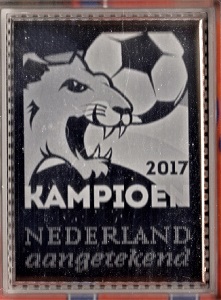 2017
KAMPIOEN
NEDERLAND
aangetekend